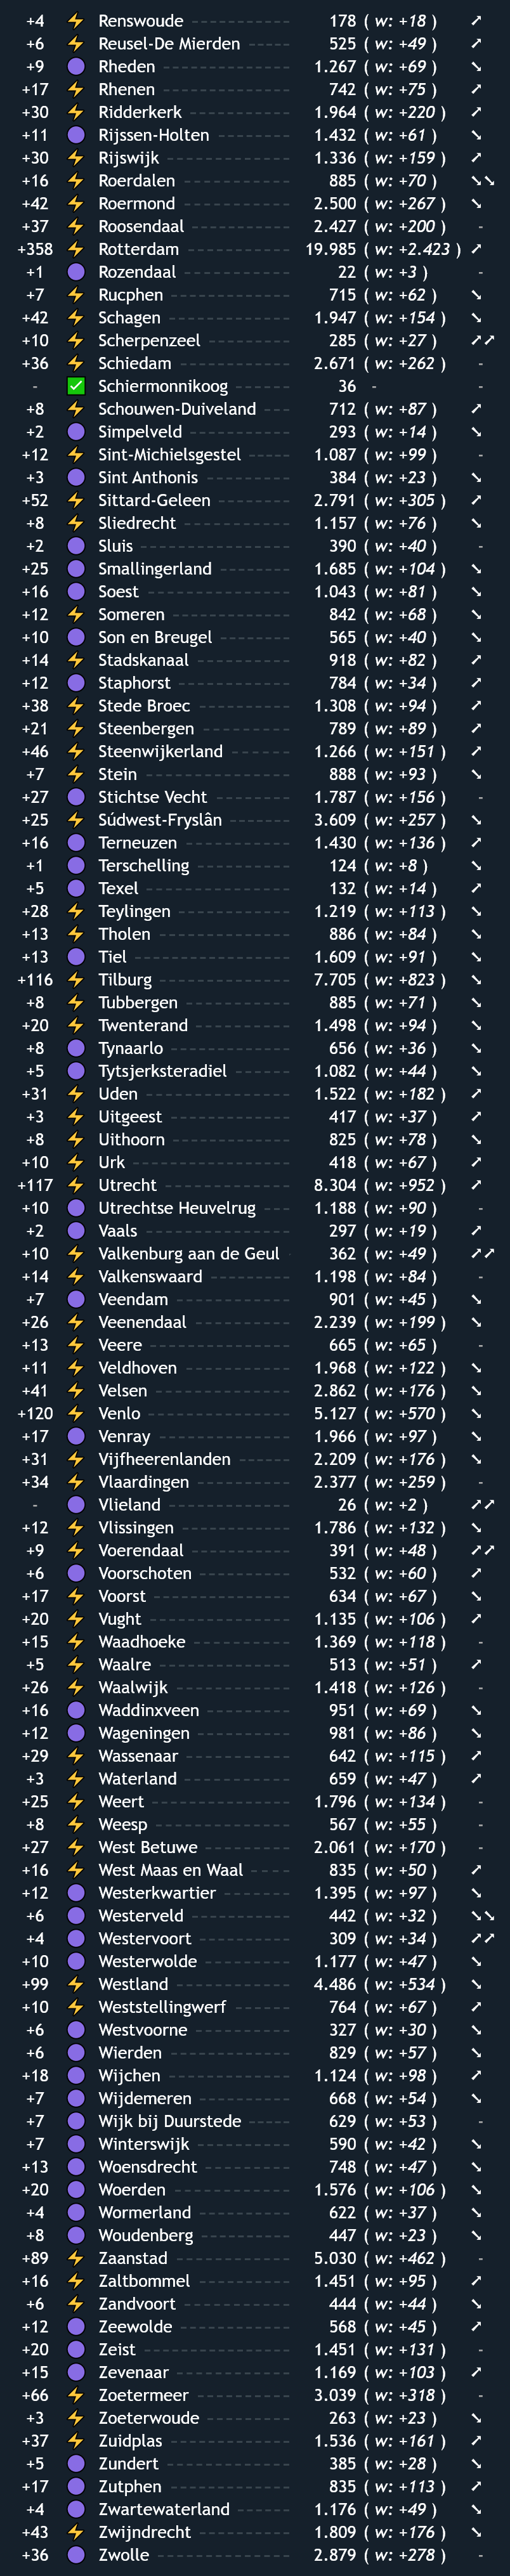 +4 ⚡ Renswoude 178 ( w: +18 ) ➚
+6 ⚡ Reusel-De Mierden 525 ( w: +49 ) ➚
+9 🟣 Rheden 1.267 ( w: +69 ) ➘
+17 ⚡ Rhenen 742 ( w: +75 ) ➚
+30 ⚡ Ridderkerk 1.964 ( w: +220 ) ➚
+11 🟣 Rijssen-Holten 1.432 ( w: +61 ) ➘
+30 ⚡ Rijswijk 1.336 ( w: +159 ) ➚
+16 ⚡ Roerdalen 885 ( w: +70 ) ➘➘
+42 ⚡ Roermond 2.500 ( w: +267 ) ➘
+37 ⚡ Roosendaal 2.427 ( w: +200 ) -
+358 ⚡ Rotterdam 19.985 ( w: +2.423 ) ➚
+1 🟣 Rozendaal 22 ( w: +3 ) -
+7 ⚡ Rucphen 715 ( w: +62 ) ➘
+42 ⚡ Schagen 1.947 ( w: +154 ) ➘
+10 ⚡ Scherpenzeel 285 ( w: +27 ) ➚➚
+36 ⚡ Schiedam 2.671 ( w: +262 ) -
- ✅ Schiermonnikoog 36 - -
+8 ⚡ Schouwen-Duiveland 712 ( w: +87 ) ➚
+2 🟣 Simpelveld 293 ( w: +14 ) ➘
+12 ⚡ Sint-Michielsgestel 1.087 ( w: +99 ) -
+3 🟣 Sint Anthonis 384 ( w: +23 ) ➘
+52 ⚡ Sittard-Geleen 2.791 ( w: +305 ) ➚
+8 ⚡ Sliedrecht 1.157 ( w: +76 ) ➘
+2 🟣 Sluis 390 ( w: +40 ) -
+25 🟣 Smallingerland 1.685 ( w: +104 ) ➘
+16 🟣 Soest 1.043 ( w: +81 ) ➘
+12 ⚡ Someren 842 ( w: +68 ) ➘
+10 🟣 Son en Breugel 565 ( w: +40 ) ➘
+14 ⚡ Stadskanaal 918 ( w: +82 ) ➚
+12 🟣 Staphorst 784 ( w: +34 ) ➚
+38 ⚡ Stede Broec 1.308 ( w: +94 ) ➚
+21 ⚡ Steenbergen 789 ( w: +89 ) ➚
+46 ⚡ Steenwijkerland 1.266 ( w: +151 ) ➚
+7 ⚡ Stein 888 ( w: +93 ) ➘
+27 🟣 Stichtse Vecht 1.787 ( w: +156 ) -
+25 ⚡ Súdwest-Fryslân 3.609 ( w: +257 ) ➘
+16 🟣 Terneuzen 1.430 ( w: +136 ) ➚
+1 🟣 Terschelling 124 ( w: +8 ) ➘
+5 🟣 Texel 132 ( w: +14 ) ➚
+28 ⚡ Teylingen 1.219 ( w: +113 ) ➘
+13 ⚡ Tholen 886 ( w: +84 ) ➘
+13 🟣 Tiel 1.609 ( w: +91 ) ➘
+116 ⚡ Tilburg 7.705 ( w: +823 ) ➘
+8 ⚡ Tubbergen 885 ( w: +71 ) ➘
+20 ⚡ Twenterand 1.498 ( w: +94 ) ➘
+8 🟣 Tynaarlo 656 ( w: +36 ) ➘
+5 🟣 Tytsjerksteradiel 1.082 ( w: +44 ) ➘
+31 ⚡ Uden 1.522 ( w: +182 ) ➚
+3 ⚡ Uitgeest 417 ( w: +37 ) ➚
+8 ⚡ Uithoorn 825 ( w: +78 ) ➘
+10 ⚡ Urk 418 ( w: +67 ) ➚
+117 ⚡ Utrecht 8.304 ( w: +952 ) ➚
+10 🟣 Utrechtse Heuvelrug 1.188 ( w: +90 ) -
+2 🟣 Vaals 297 ( w: +19 ) ➚
+10 ⚡ Valkenburg aan de Geul 362 ( w: +49 ) ➚➚
+14 ⚡ Valkenswaard 1.198 ( w: +84 ) -
+7 🟣 Veendam 901 ( w: +45 ) ➘
+26 ⚡ Veenendaal 2.239 ( w: +199 ) ➘
+13 ⚡ Veere 665 ( w: +65 ) -
+11 ⚡ Veldhoven 1.968 ( w: +122 ) ➘
+41 ⚡ Velsen 2.862 ( w: +176 ) ➘
+120 ⚡ Venlo 5.127 ( w: +570 ) ➘
+17 🟣 Venray 1.966 ( w: +97 ) ➘
+31 ⚡ Vijfheerenlanden 2.209 ( w: +176 ) ➘
+34 ⚡ Vlaardingen 2.377 ( w: +259 ) -
- 🟣 Vlieland 26 ( w: +2 ) ➚➚
+12 ⚡ Vlissingen 1.786 ( w: +132 ) ➘
+9 ⚡ Voerendaal 391 ( w: +48 ) ➚➚
+6 🟣 Voorschoten 532 ( w: +60 ) ➚
+17 ⚡ Voorst 634 ( w: +67 ) ➘
+20 ⚡ Vught 1.135 ( w: +106 ) ➚
+15 ⚡ Waadhoeke 1.369 ( w: +118 ) -
+5 ⚡ Waalre 513 ( w: +51 ) ➚
+26 ⚡ Waalwijk 1.418 ( w: +126 ) -
+16 🟣 Waddinxveen 951 ( w: +69 ) ➘
+12 🟣 Wageningen 981 ( w: +86 ) ➘
+29 ⚡ Wassenaar 642 ( w: +115 ) ➚
+3 ⚡ Waterland 659 ( w: +47 ) ➚
+25 ⚡ Weert 1.796 ( w: +134 ) -
+8 ⚡ Weesp 567 ( w: +55 ) -
+27 ⚡ West Betuwe 2.061 ( w: +170 ) -
+16 ⚡ West Maas en Waal 835 ( w: +50 ) ➚
+12 🟣 Westerkwartier 1.395 ( w: +97 ) ➘
+6 🟣 Westerveld 442 ( w: +32 ) ➘➘
+4 🟣 Westervoort 309 ( w: +34 ) ➚➚
+10 🟣 Westerwolde 1.177 ( w: +47 ) ➘
+99 ⚡ Westland 4.486 ( w: +534 ) ➘
+10 ⚡ Weststellingwerf 764 ( w: +67 ) ➚
+6 🟣 Westvoorne 327 ( w: +30 ) ➘
+6 🟣 Wierden 829 ( w: +57 ) ➘
+18 🟣 Wijchen 1.124 ( w: +98 ) ➚
+7 🟣 Wijdemeren 668 ( w: +54 ) ➘
+7 🟣 Wijk bij Duurstede 629 ( w: +53 ) -
+7 🟣 Winterswijk 590 ( w: +42 ) ➘
+13 🟣 Woensdrecht 748 ( w: +47 ) ➘
+20 🟣 Woerden 1.576 ( w: +106 ) ➘
+4 🟣 Wormerland 622 ( w: +37 ) ➘
+8 🟣 Woudenberg 447 ( w: +23 ) ➘
+89 ⚡ Zaanstad 5.030 ( w: +462 ) -
+16 ⚡ Zaltbommel 1.451 ( w: +95 ) ➚
+6 ⚡ Zandvoort 444 ( w: +44 ) ➘
+12 🟣 Zeewolde 568 ( w: +45 ) ➚
+20 🟣 Zeist 1.451 ( w: +131 ) -
+15 🟣 Zevenaar 1.169 ( w: +103 ) ➚
+66 ⚡ Zoetermeer 3.039 ( w: +318 ) -
+3 ⚡ Zoeterwoude 263 ( w: +23 ) ➘
+37 ⚡ Zuidplas 1.536 ( w: +161 ) ➚
+5 🟣 Zundert 385 ( w: +28 ) ➘
+17 🟣 Zutphen 835 ( w: +113 ) ➚
+4 🟣 Zwartewaterland 1.176 ( w: +49 ) ➘
+43 ⚡ Zwijndrecht 1.809 ( w: +176 ) ➘
+36 🟣 Zwolle 2.879 ( w: +278 ) -